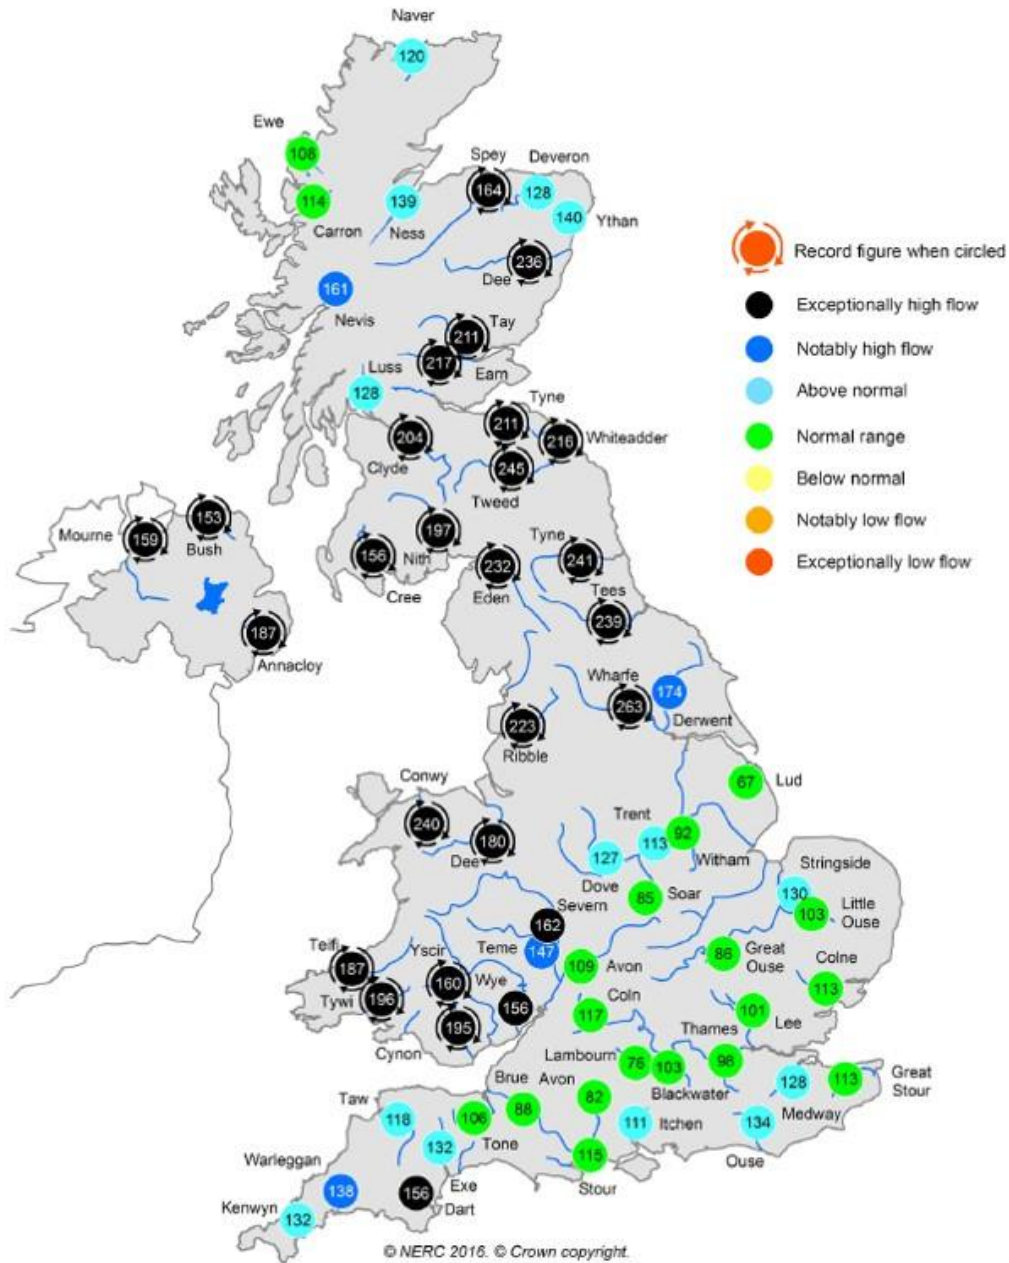 Naver
120
Ewe
108
Spey
Deveron
164
128
114
139
140
Ythan
Carron
Ness
236
Dee
161
Nevis
Tay
211
217
Luss
Earn
128
Tyne
211
204
216
Whiteadder
Clyde
245
Tweed
153
Mourne
159
Bush
197
156
Nith
Cree
Tyne
232
241
Eden
Tees
239
187
Annacloy
Wharfe
174
263
Derwent
223
Ribble
Conwy
67
Lud
240
180
Dee
Trent
92
113
127
Witham
Dove
Stringside
85
Soar
130
103
Little
Ouse
Severn
162
Teifi
Yscir
Teme
147
86
Great
Ouse
Colne
187
109
Avon
160
Wye
113
Tywi
196
156
Coln
117
101
195
Thames
Lee
Cynon
Lambourn
76
103
98
Blackwater
128
113
Great
Stour
Medway
Brue
Avon
Taw
82
88
118
106
111
Itchen
134
Tone
132
Ouse
115
Stour
Exe
Warleggan
138
156
Dart
Kenwyn
132
Record figure when circled
Exceptionally high flow
Notably high flow
Above normal
Normal range
Below normal
Notably low flow
Exceptionally low flow
© NERC 2016. © Crown copyright.